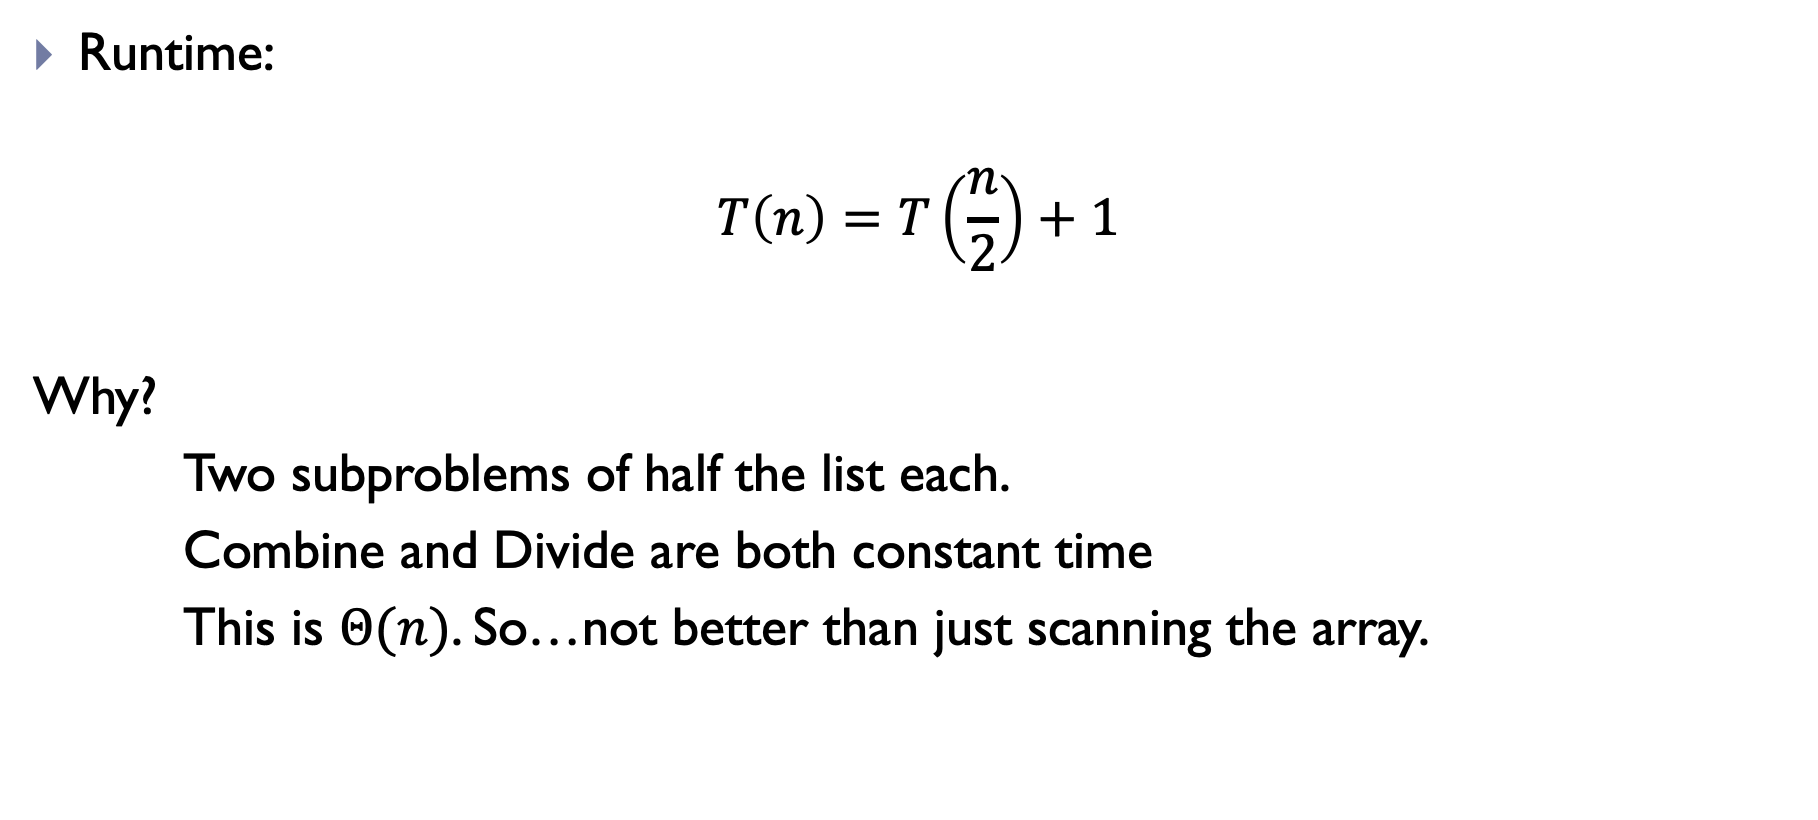 Runtime:
T(n) = T(n/2) + 1
Why?
Two subproblems of half the list each.
Combine and Divide are both constant time
This is Θ(n). So…not better than just scanning the array.